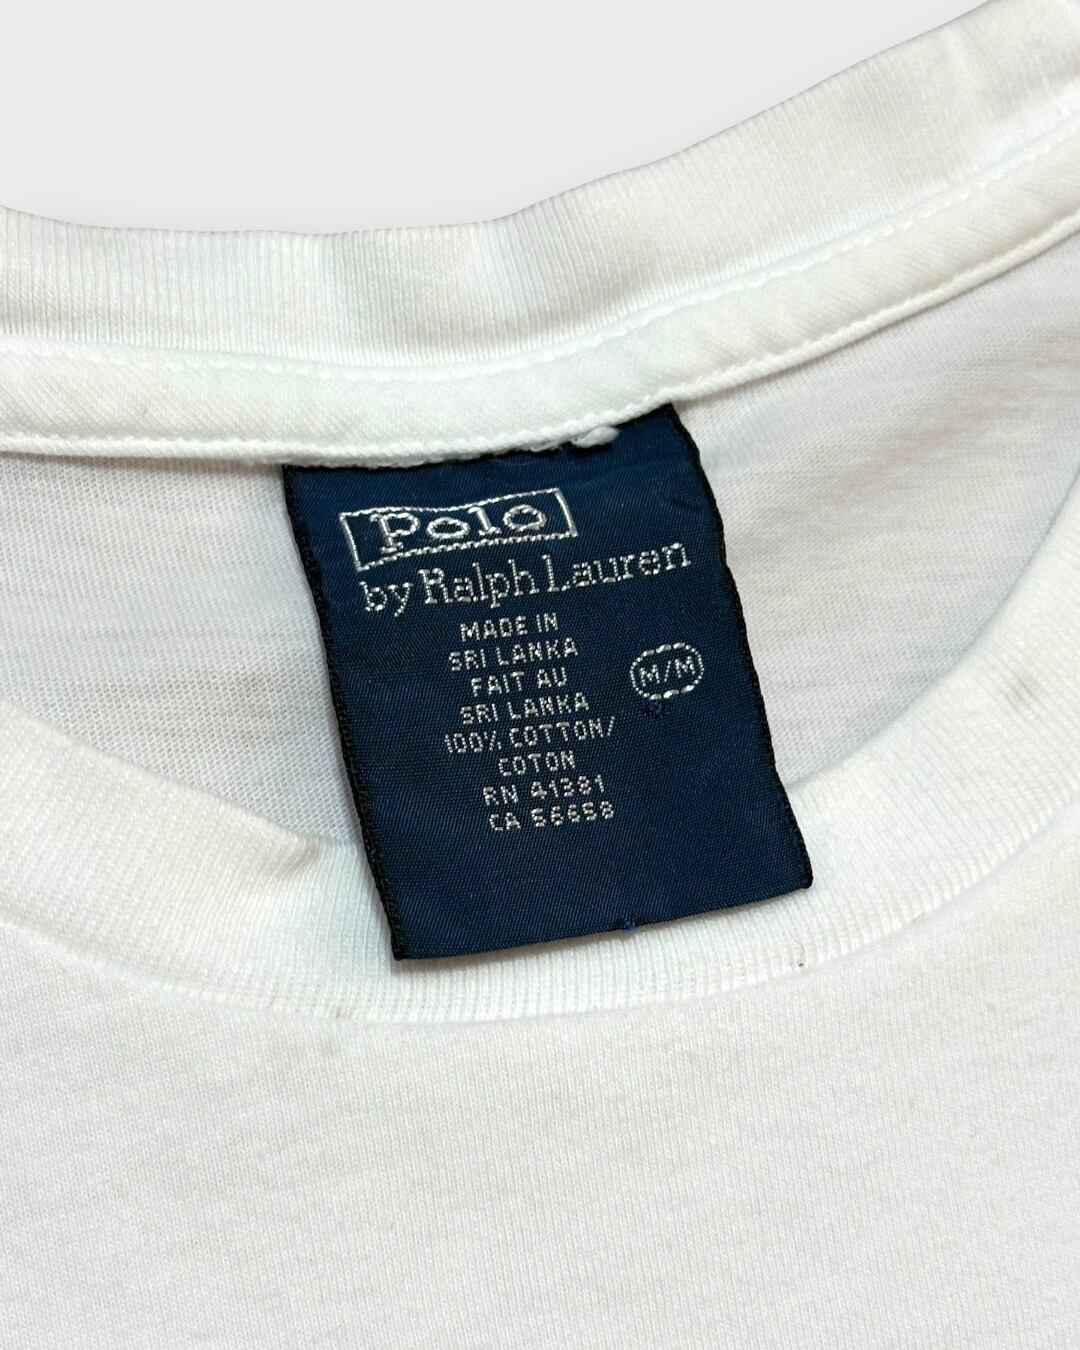 Polo
by Ralph Lauren
MADE IN
SRI LANKA
FAIT AU
SRI LANKA
100% COTTON/
COTON
RN 41381
CA 56658
M/M